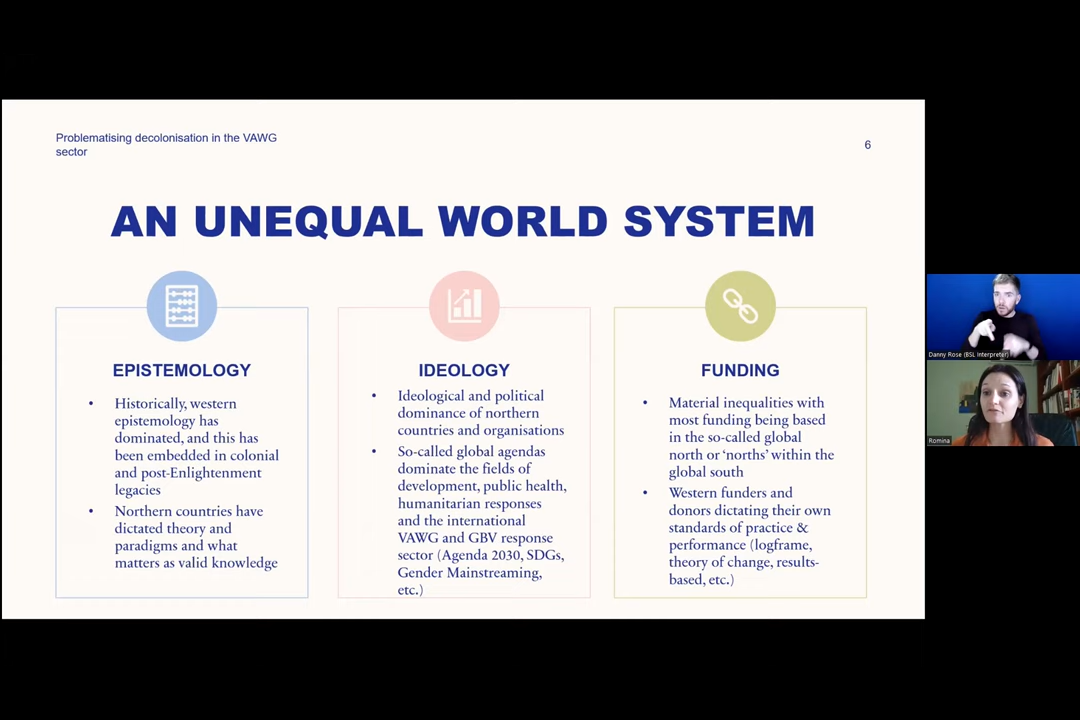 Problematising decolonisation in the VAWG
sector
6
AN UNEQUAL WORLD SYSTEM
EPISTEMOLOGY
• Historically, western
epistemology has
dominated, and this has
been embedded in colonial
and post-Enlightenment
legacies
• Northern countries have
dictated theory and
paradigms and what
matters as valid knowledge
IDEOLOGY
• Ideological and political
dominance of northern
countries and organisations
• So-called global agendas
dominate the fields of
development, public health,
humanitarian responses
and the international
VAWG and GBV response
sector (Agenda 2030, SDGs,
Gender Mainstreaming,
etc.)
FUNDING
• Material inequalities with
most funding being based
in the so-called global
north or ‘norths’ within the
global south
• Western funders and
donors dictating their own
standards of practice &
performance (logframe,
theory of change, results-
based, etc.)
Danny Rose (BSL Interpreter)
Romina